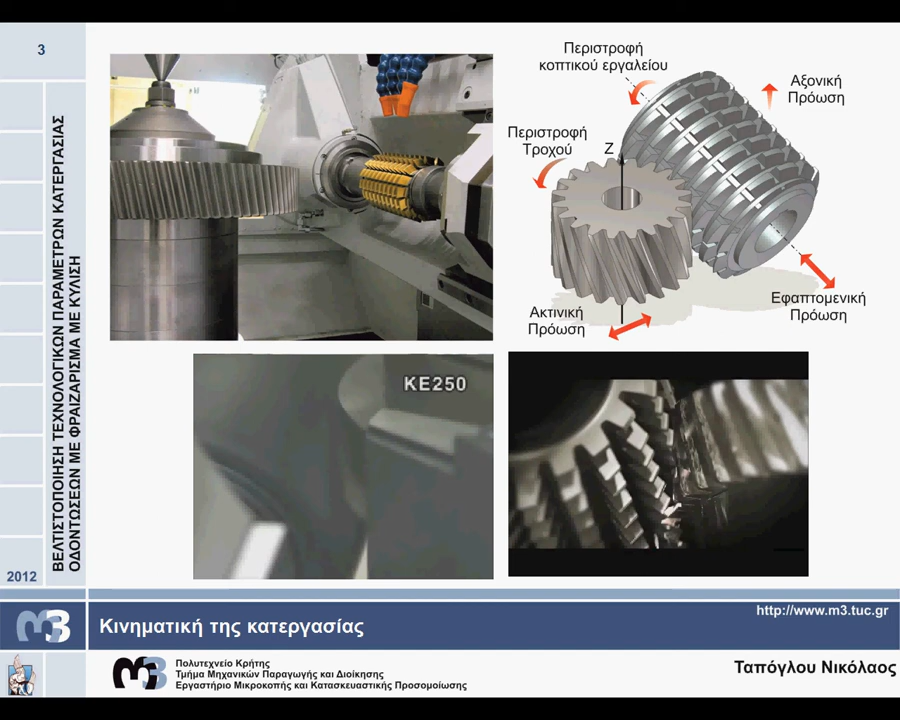 3
ΒΕΛΤΙΣΤΟΠΟΙΗΣΗ ΤΕΧΝΟΛΟΓΙΚΩΝ ΠΑΡΑΜΕΤΡΩΝ ΚΑΤΕΡΓΑΣΙΑΣ
ΟΔΟΝΤΩΣΕΩΝ ΜΕ ΦΡΑΙΖΑΡΙΣΜΑ ΜΕ ΚΥΛΙΣΗ
2012
Περιστροφή
κοπτικού εργαλείου
Αξονική
Πρόωση
Περιστροφή
Τροχού
Z
Εφαπτομενική
Πρόωση
Ακτινική
Πρόωση
KE250
m3
Κινηματική της κατεργασίας
http://www.m3.tuc.gr
m3
Πολυτεχνείο Κρήτης
Τμήμα Μηχανικών Παραγωγής και Διοίκησης
Εργαστήριο Μικροκοπής και Κατασκευαστικής Προσομοίωσης
Ταπόγλου Νικόλαος